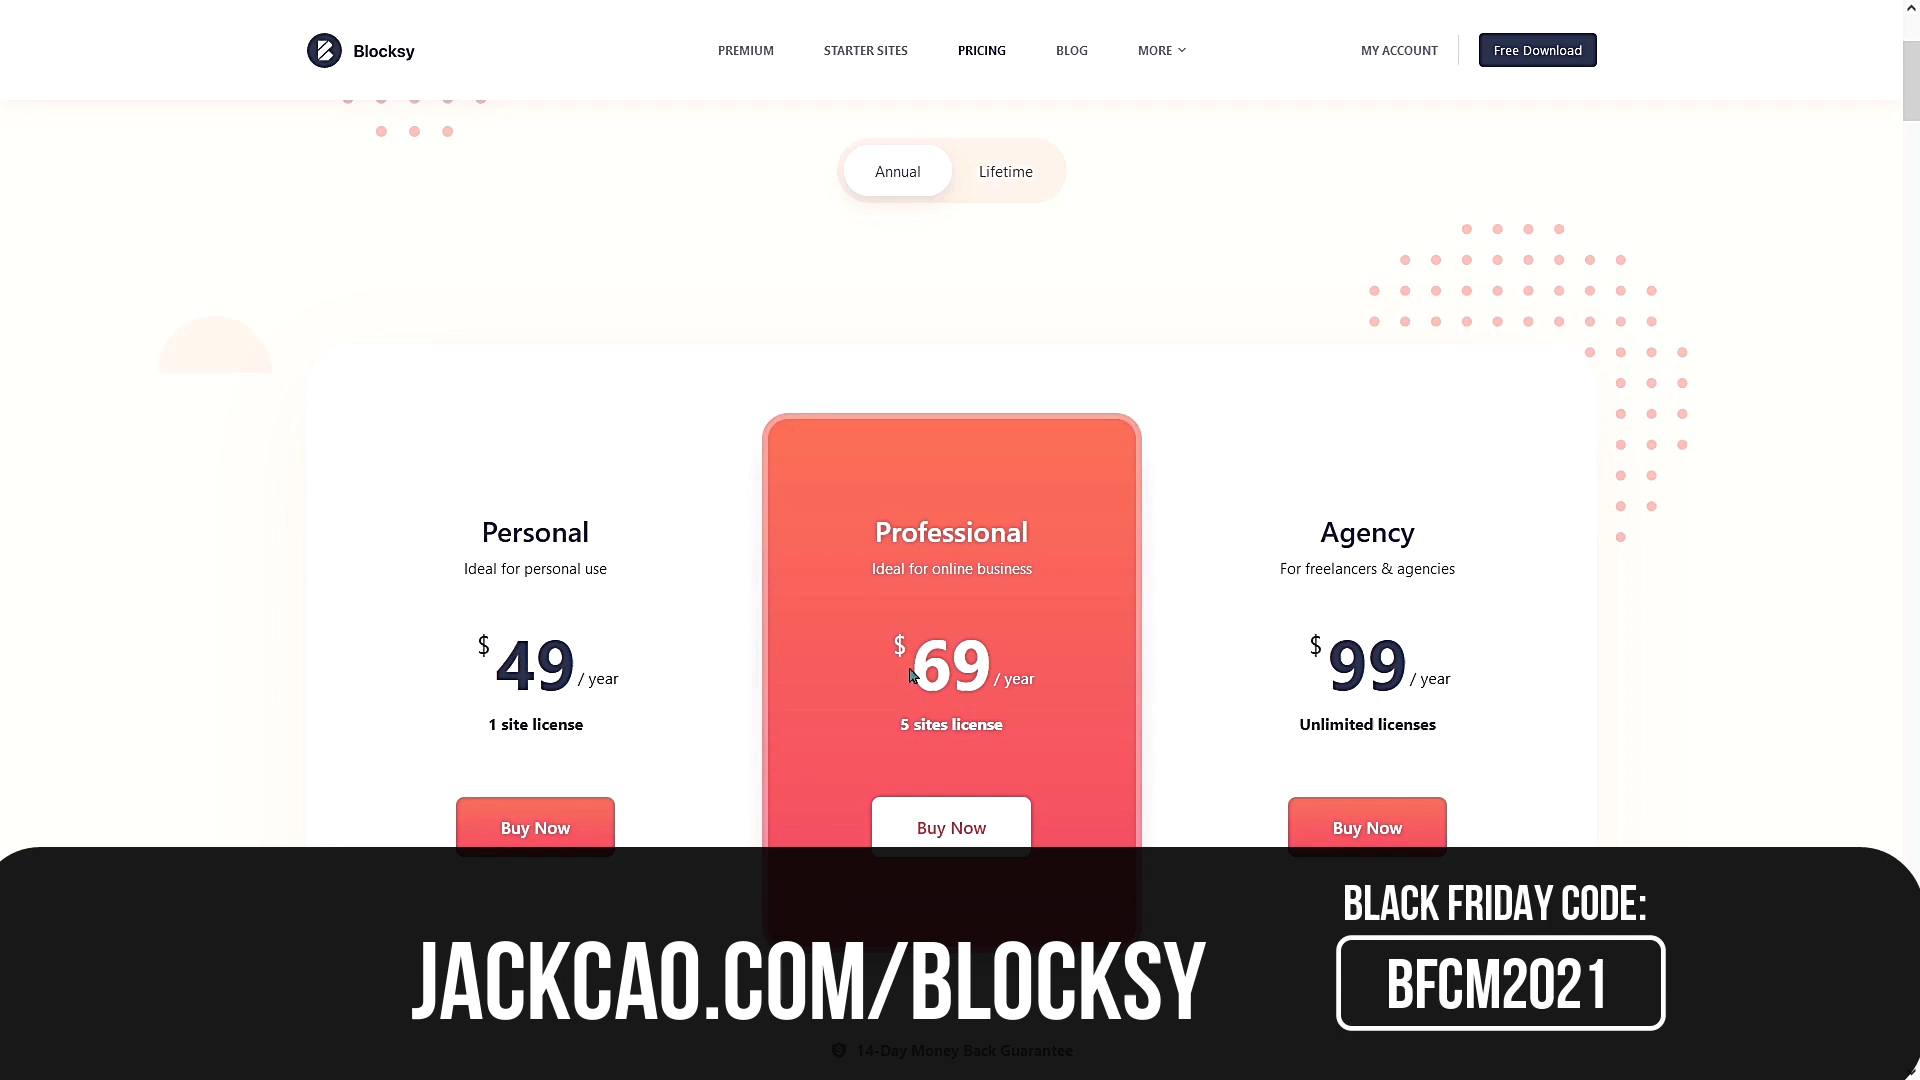 Blocksy
PREMIUM
STARTER SITES
PRICING
BLOG
MORE
MY ACCOUNT
Free Download
Annual
Lifetime
Personal
Ideal for personal use
$ 49 / year
1 site license
Buy Now
Professional
Ideal for online business
$ 69 / year
5 sites license
Buy Now
Agency
For freelancers & agencies
$ 99 / year
Unlimited licenses
Buy Now
JACKCAO.COM/BLOCKSY
BLACK FRIDAY CODE:
BFCM2021
14-Day Money Back Guarantee